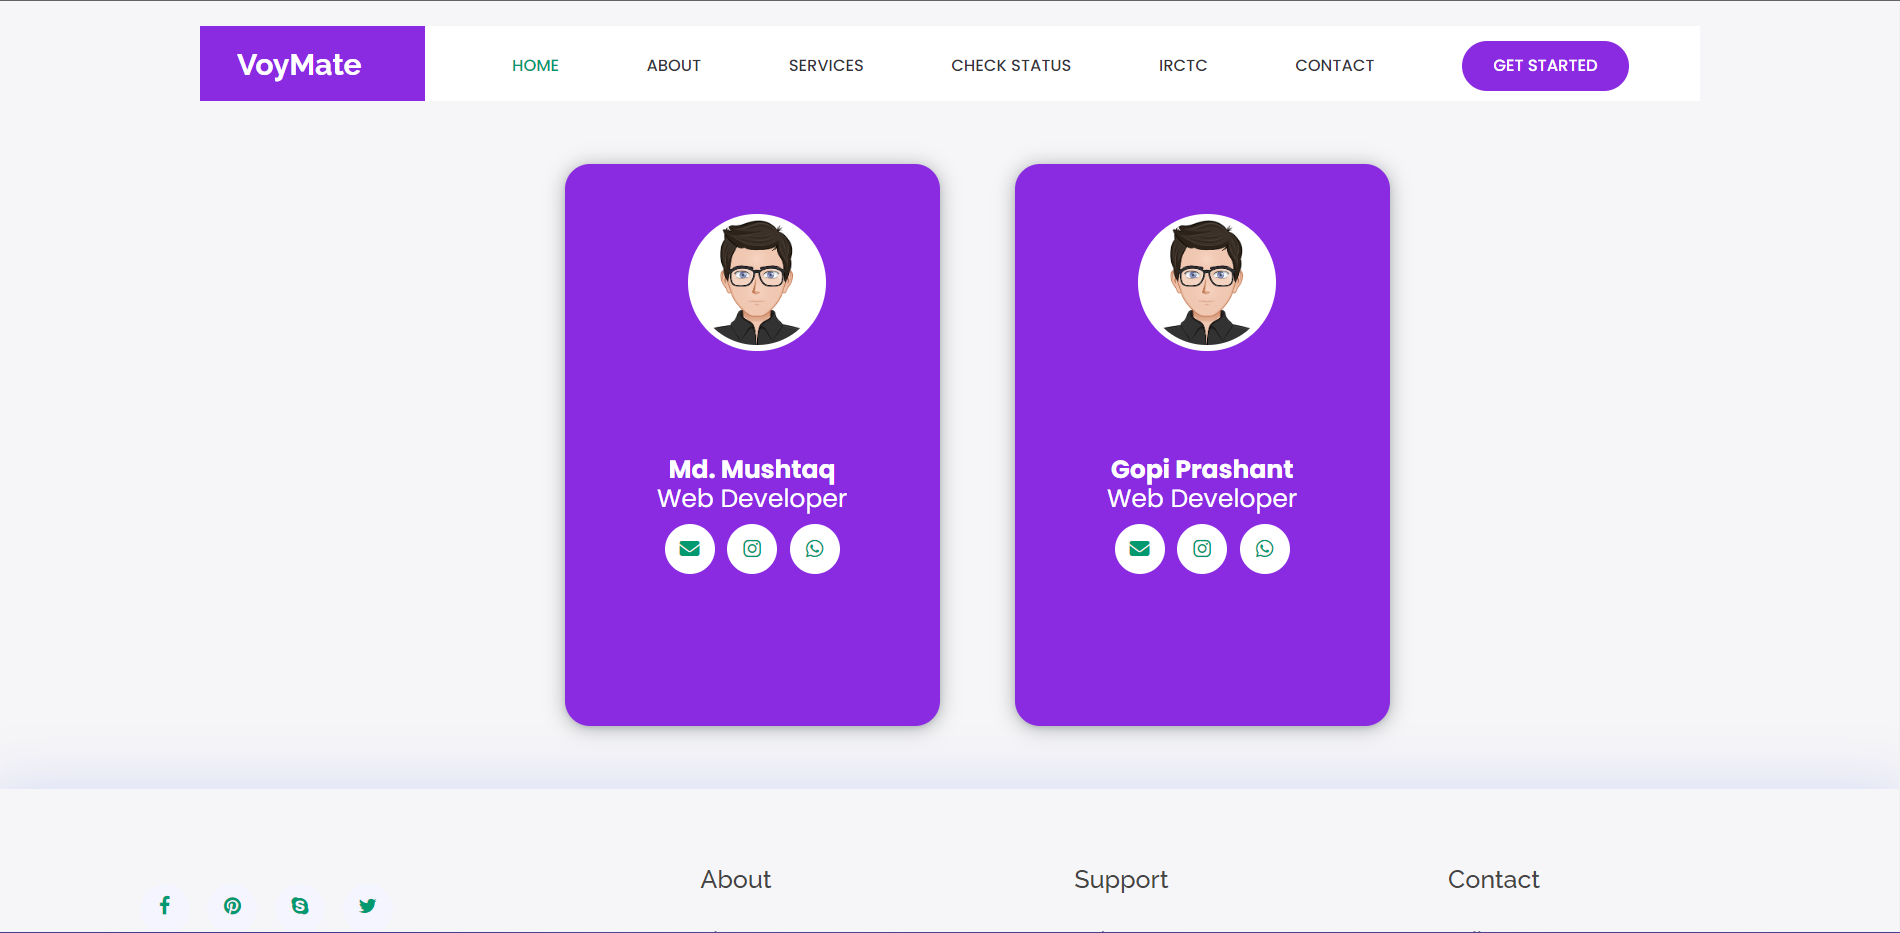 VoyMate
HOME ABOUT SERVICES CHECK STATUS IRCTC CONTACT GET STARTED
Md. Mushtaq
Web Developer
Gopi Prashant
Web Developer
About Support Contact